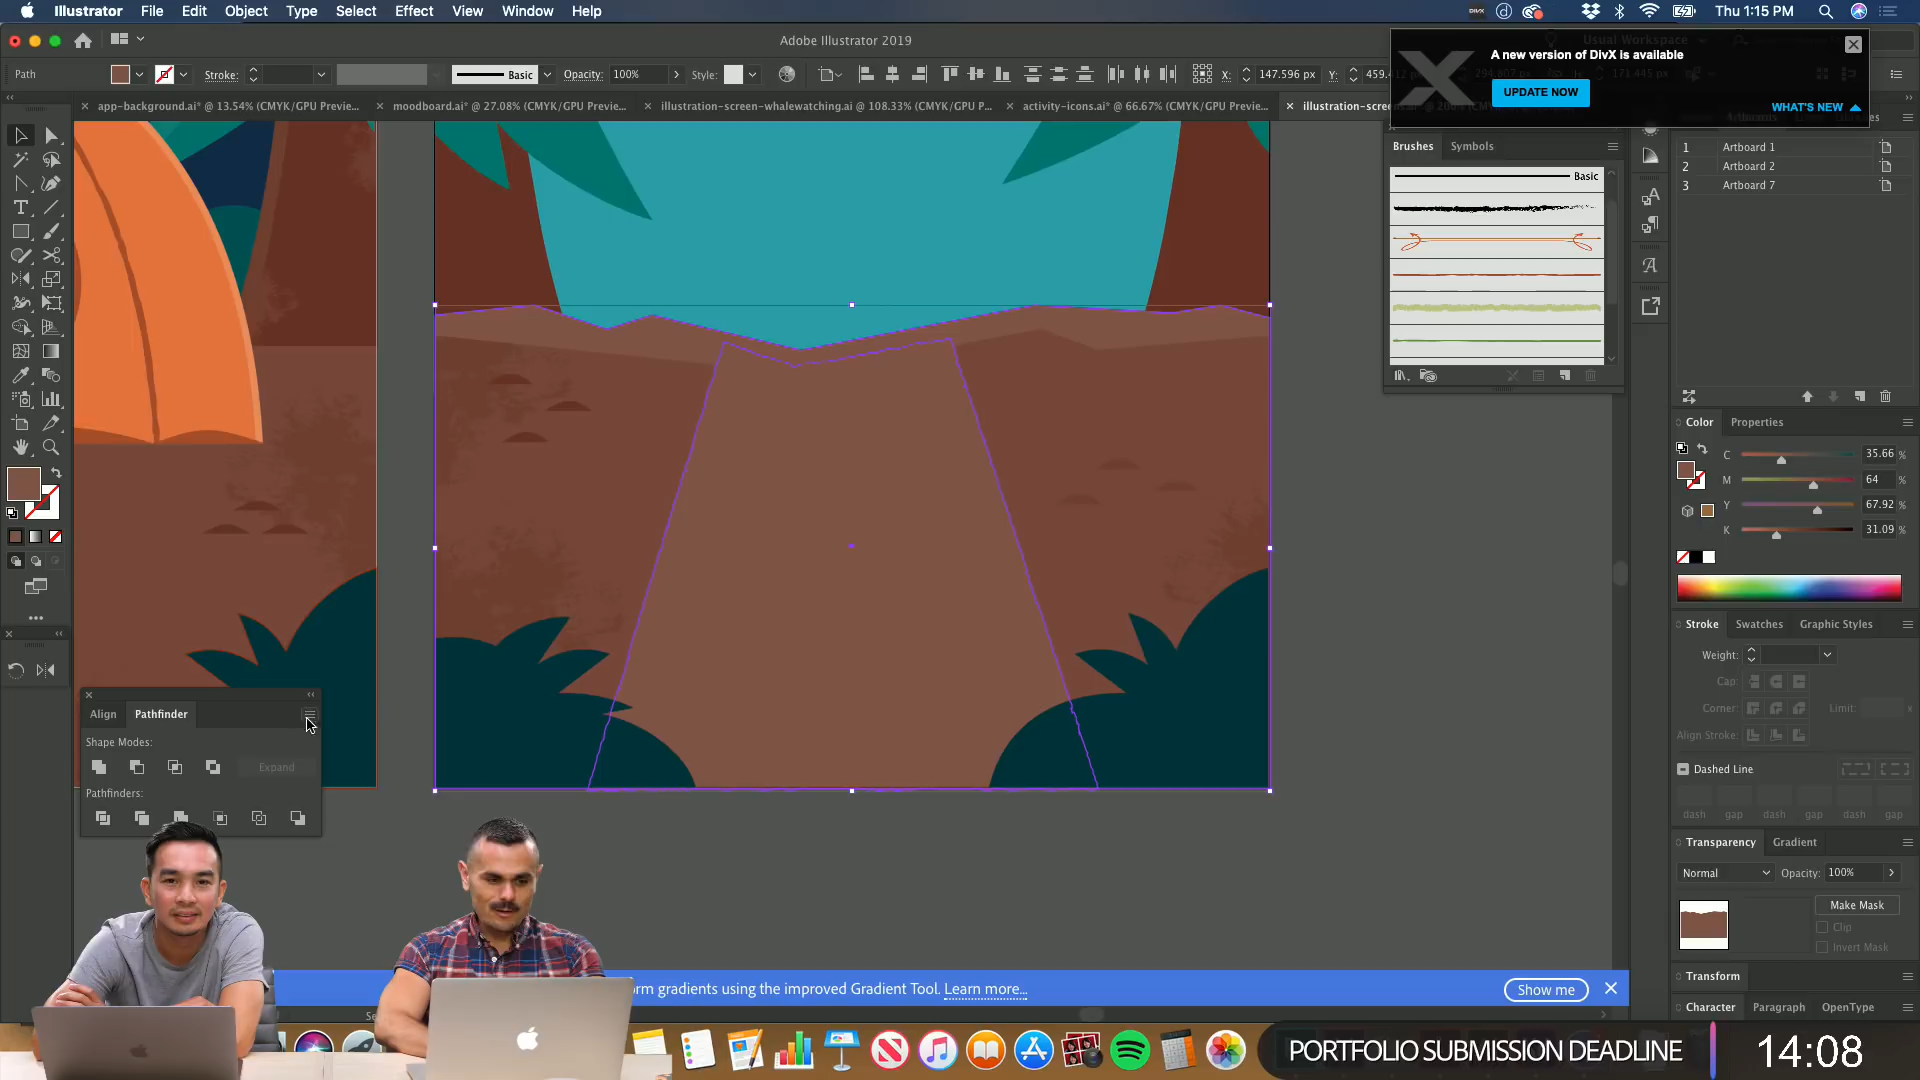 Illustrator File Edit Object Type Select Effect View Window Help
DIVX
Thu 1:15 PM
Adobe Illustrator 2019
Path
Stroke:
Basic
Opacity: 100%
Style:
X: 147.596 px
Y:
A new version of DivX is available
UPDATE NOW
WHAT'S NEW
app-background.ai* @ 13.54% (CMYK/GPU Previe...
moodboard.ai* @ 27.08% (CMYK/GPU Previe...
illustration-screen-whalewatching.ai @ 108.33% (CMYK/GPU P...
activity-icons.ai* @ 66.67% (CMYK/GPU Previe...
Brushes Symbols
Basic
1 Artboard 1
2 Artboard 2
3 Artboard 7
Color Properties
C 35.66 %
M 64 %
Y 67.92 %
K 31.09 %
Stroke Swatches Graphic Styles
Weight:
Cap:
Corner: Limit: x
Align Stroke:
Dashed Line
dash gap dash gap dash gap
Transparency Gradient
Normal Opacity: 100%
Make Mask
Clip
Invert Mask
Transform
Character Paragraph OpenType
Align Pathfinder
Shape Modes:
Expand
Pathfinders:
gradients using the improved Gradient Tool. Learn more...
Show me
PORTFOLIO SUBMISSION DEADLINE 14:08